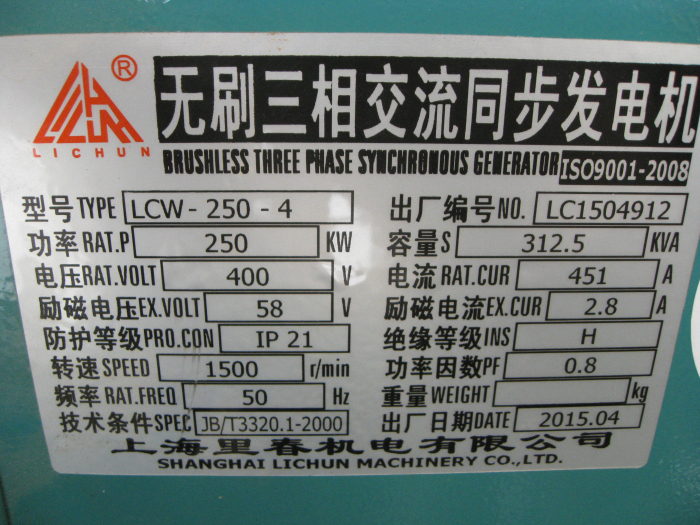 LICHUN ®
无刷三相交流同步发电机
BRUSHLESS THREE PHASE SYNCHRONOUS GENERATOR ISO9001-2008
型号TYPE LCW-250-4 出厂编号NO. LC1504912
功率RAT.P 250 KW 容量S 312.5 KVA
电压RAT.VOLT 400 V 电流RAT.CUR 451 A
励磁电压EX.VOLT 58 V 励磁电流EX.CUR 2.8 A
防护等级PRO.CON IP 21 绝缘等级INS H
转速SPEED 1500 r/min 功率因数PF 0.8
频率RAT.FREQ 50 Hz 重量WEIGHT kg
技术条件SPEC JB/T3320.1-2000 出厂日期DATE 2015.04
上海里春机电有限公司
SHANGHAI LICHUN MACHINERY CO.,LTD.